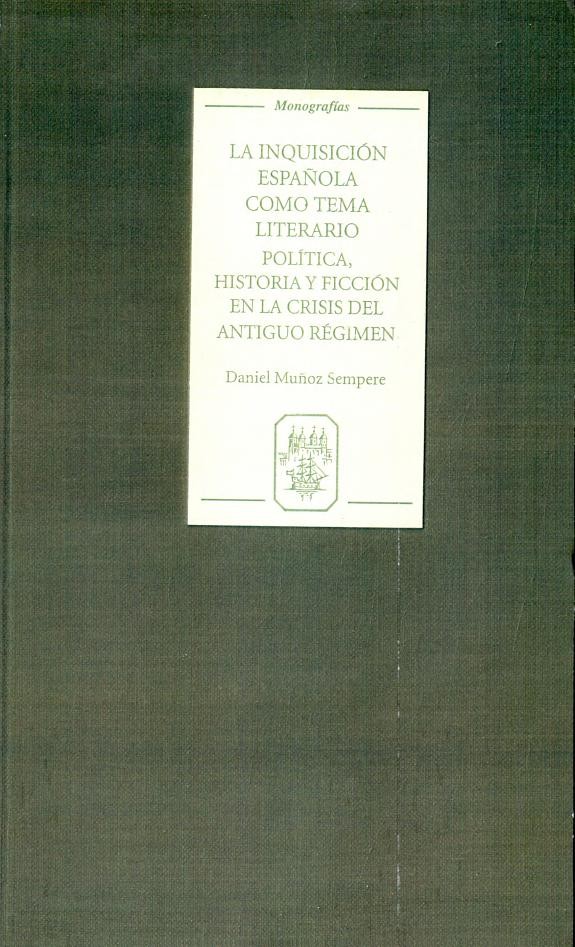 Monografías
LA INQUISICIÓN
ESPAÑOLA
COMO TEMA
LITERARIO
POLÍTICA,
HISTORIA Y FICCIÓN
EN LA CRISIS DEL
ANTIGUO RÉGIMEN
Daniel Muñoz Sempere